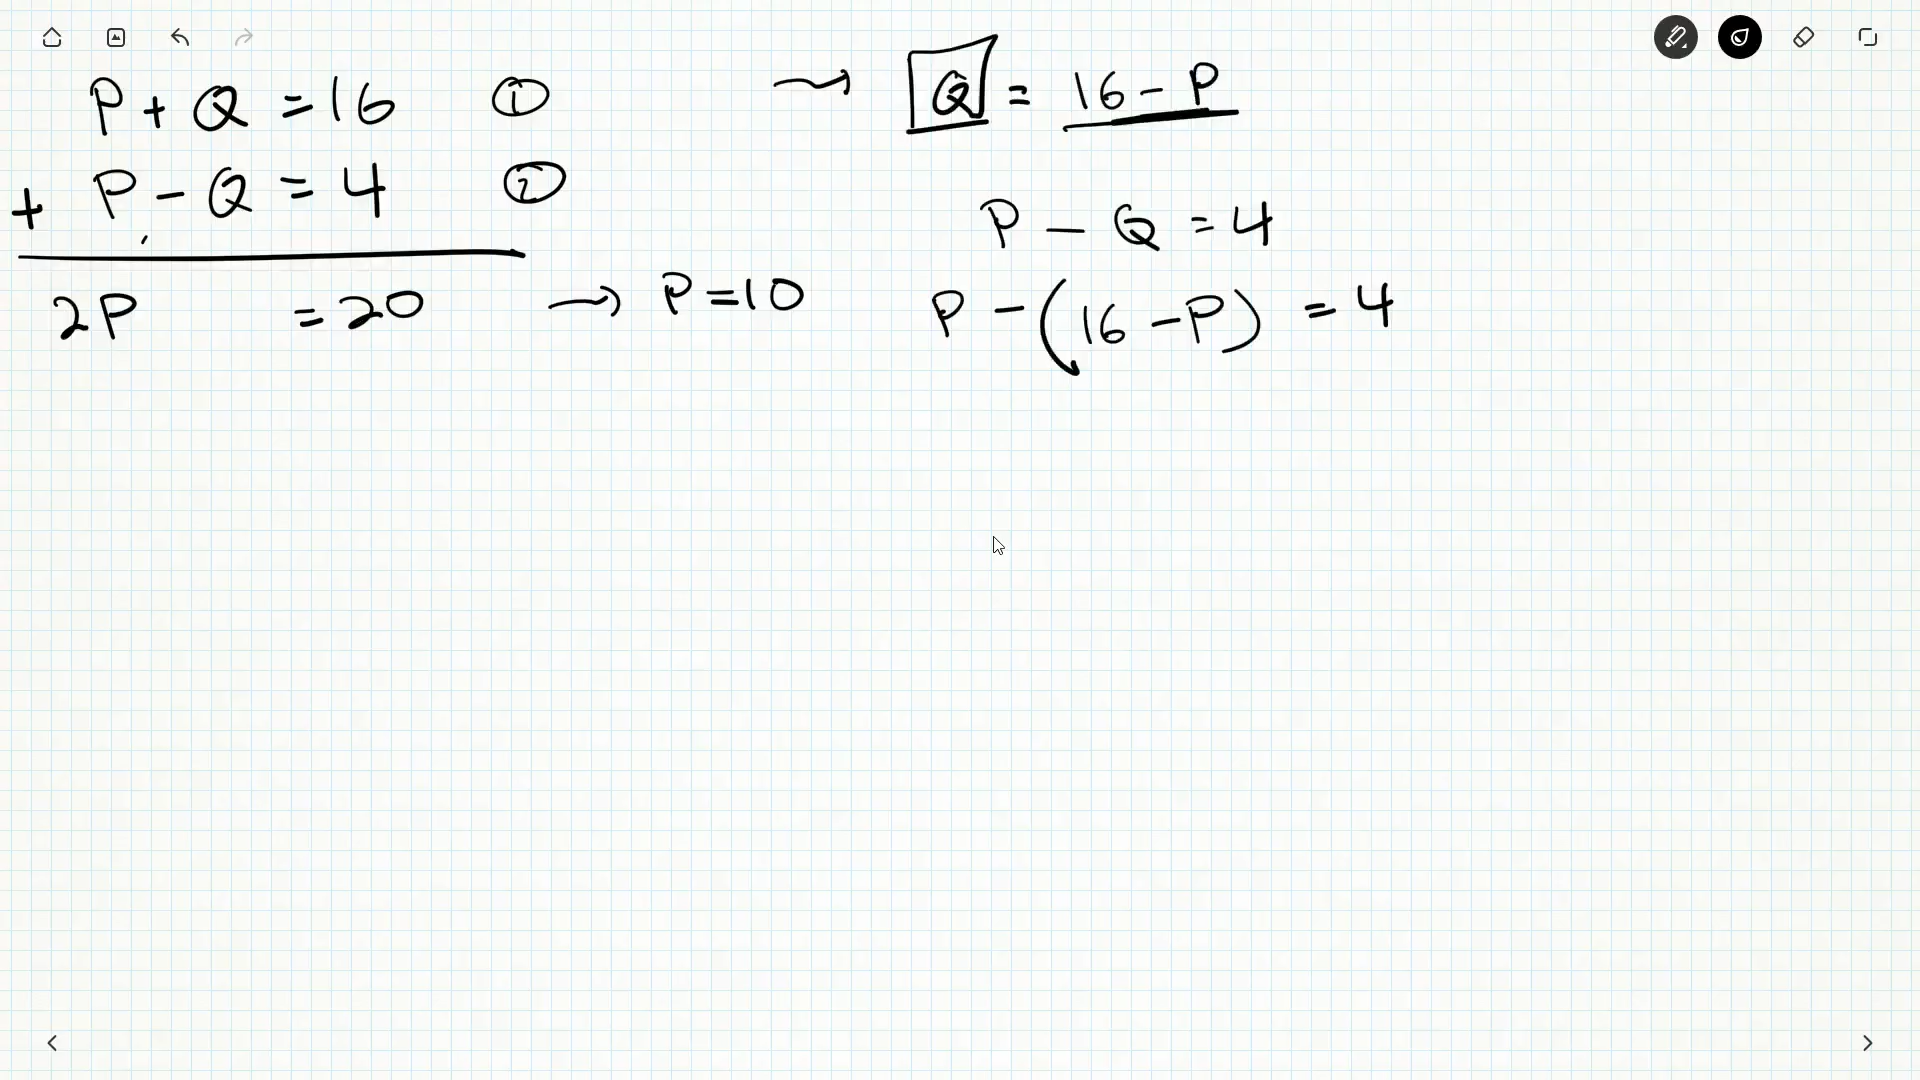 P + Q = 16 ①
+ P - Q = 4 ②
2P = 20 → P = 10
→ Q = 16 - P
P - Q = 4
P - (16 - P) = 4